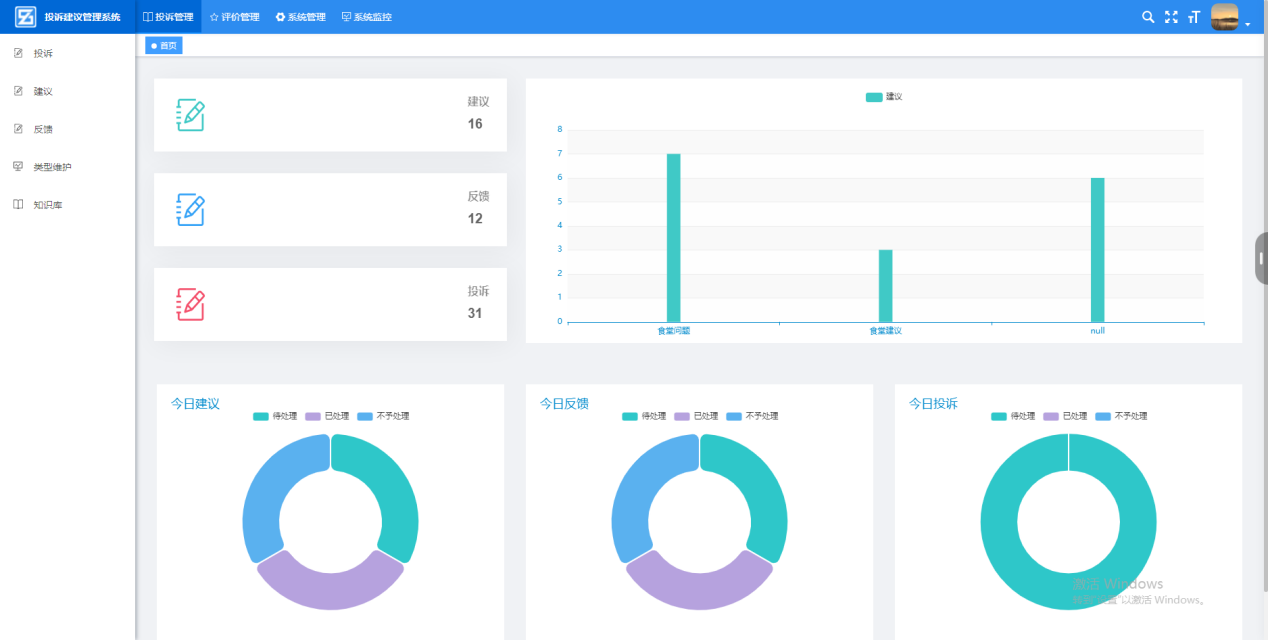 投诉建议管理系统 投诉管理 评价管理 系统管理 系统监控
首页
投诉
建议
反馈
类型维护
知识库
建议
16
反馈
12
投诉
31
建议
8
7
6
5
4
3
2
1
0
食堂问题 食堂建议 null
今日建议
待处理 已处理 不予处理
今日反馈
待处理 已处理 不予处理
今日投诉
待处理 已处理 不予处理
激活 Windows
转到"设置"以激活 Windows。